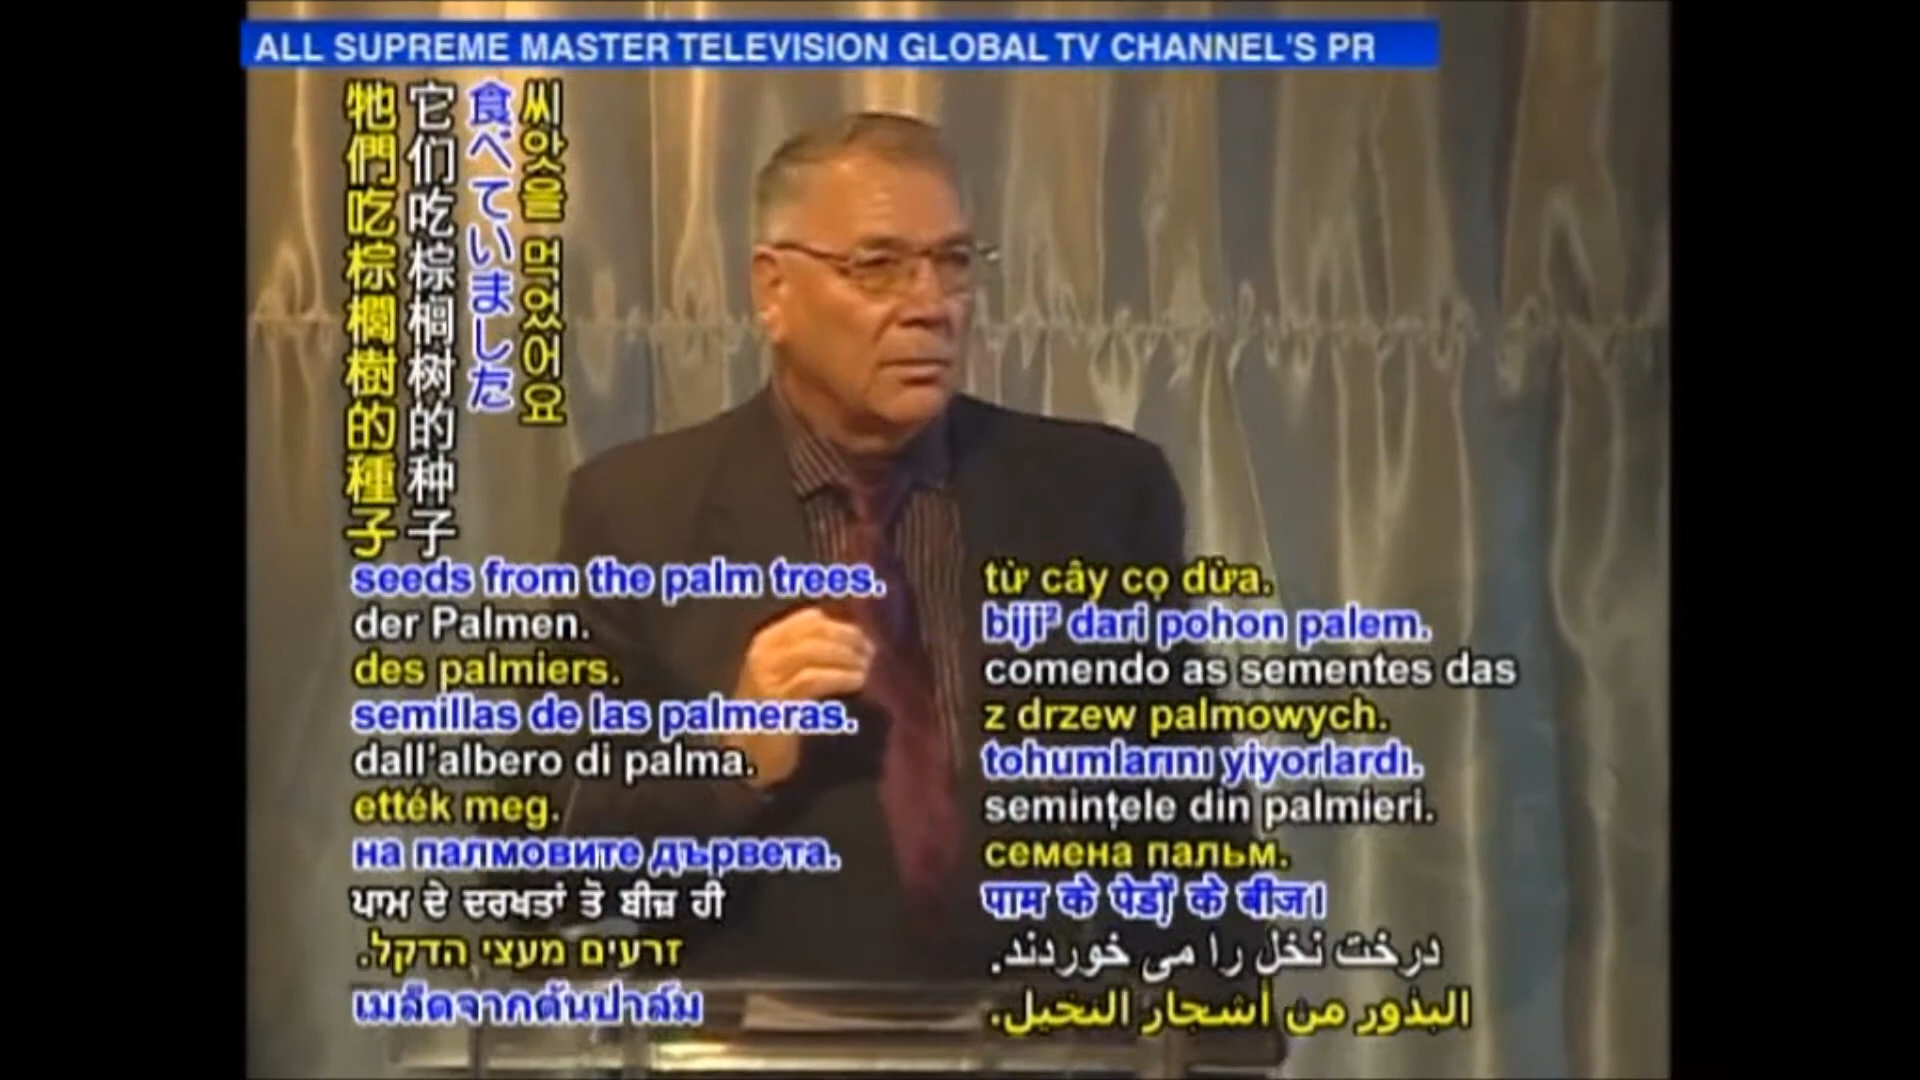 ALL SUPREME MASTER TELEVISION GLOBAL TV CHANNEL'S PR
씨앗을 먹었어요
食べていました
它们吃棕榈树的种子
牠們吃棕櫚樹的種子
seeds from the palm trees.
der Palmen.
des palmiers.
semillas de las palmeras.
dall'albero di palma.
ették meg.
на палмовите дървета.
ਪਾਮ ਦੇ ਦਰਖਤਾਂ ਤੋ ਬੀਜ਼ ਹੀ
זרעים מעצי הדקל.
เมล็ดจากต้นปาล์ม
từ cây cọ dừa.
biji² dari pohon palem.
comendo as sementes das
z drzew palmowych.
tohumlarını yiyorlardı.
semințele din palmieri.
семена пальм.
पाम के पेडों के बीज।
درخت نخل را می خوردند.
البذور من أشجار النخيل.